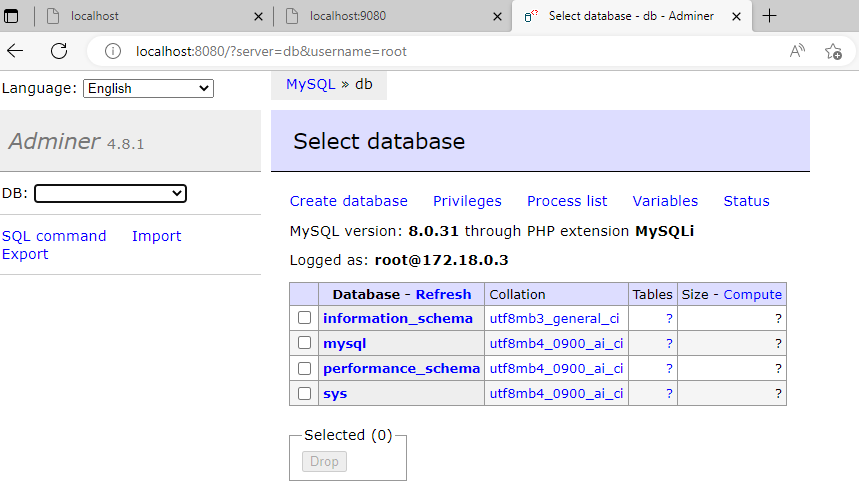 localhost
localhost:9080
Select database - db - Adminer
localhost:8080/?server=db&username=root
Language: English
MySQL » db
Adminer 4.8.1
Select database
DB:
SQL command Import
Export
Create database Privileges Process list Variables Status
MySQL version: 8.0.31 through PHP extension MySQLi
Logged as: root@172.18.0.3
Database - Refresh Collation Tables Size - Compute
information_schema utf8mb3_general_ci ? ?
mysql utf8mb4_0900_ai_ci ? ?
performance_schema utf8mb4_0900_ai_ci ? ?
sys utf8mb4_0900_ai_ci ? ?
Selected (0)
Drop